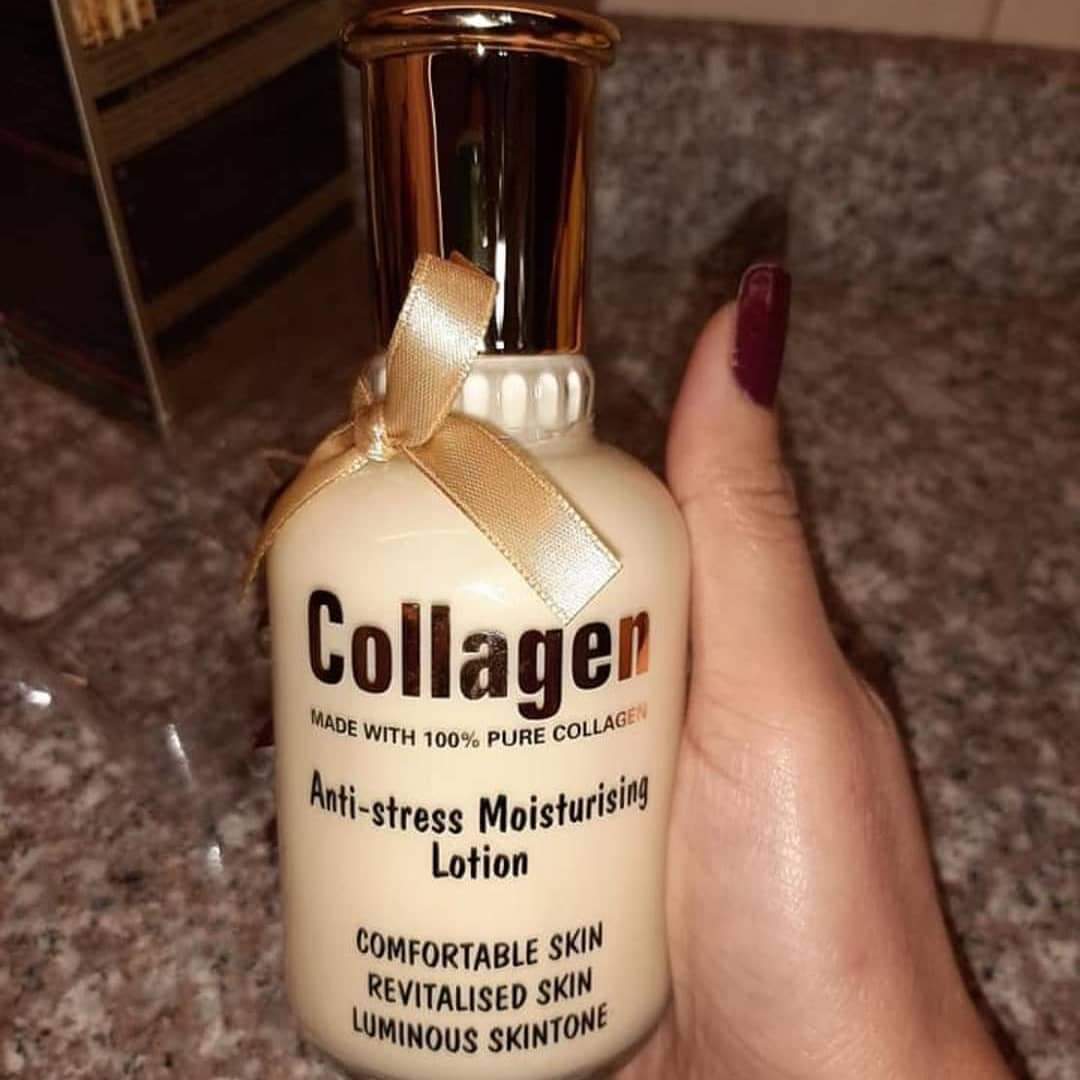 Collagen
MADE WITH 100% PURE COLLAGEN
Anti-stress Moisturising
Lotion
COMFORTABLE SKIN
REVITALISED SKIN
LUMINOUS SKINTONE